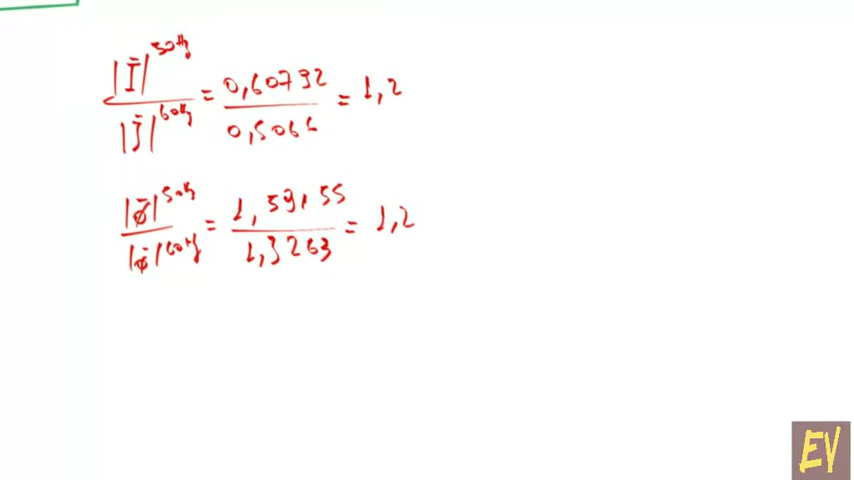 |Ī|^50Hz / |Ī|^60Hz = 0,60792 / 0,5066 = 1,2
|φ̄|^50Hz / |φ̄|^60Hz = 1,59155 / 1,3263 = 1,2
EV